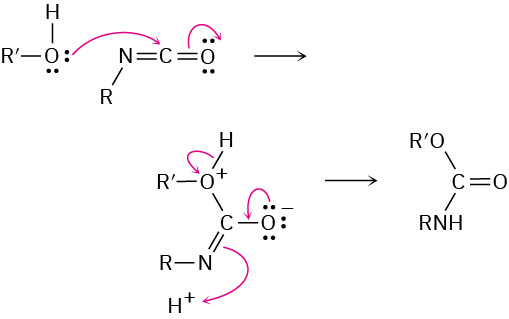 H
R′—O: N=C=O
R
H
R′—O+
C—O−
R—N
H+
R′O
C=O
RNH